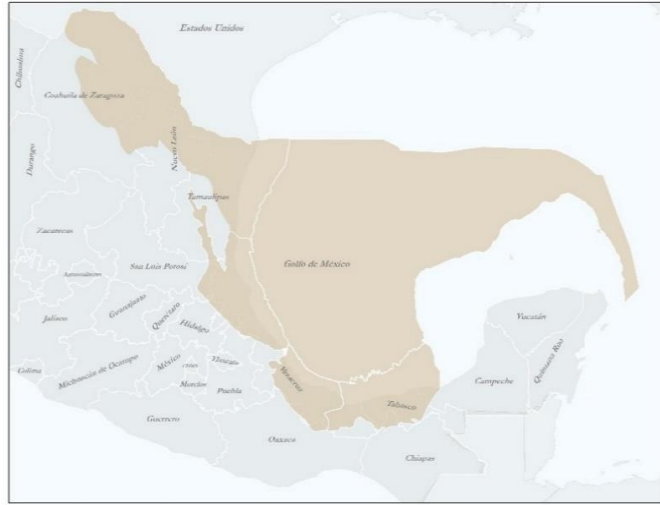 Estados Unidos
Chihuahua
Coahuila de Zaragoza
Nuevo León
Durango
Tamaulipas
Zacatecas
San Luis Potosí
Aguascalientes
Golfo de México
Guanajuato
Querétaro
Hidalgo
Jalisco
Yucatán
Quintana Roo
Campeche
Colima
Michoacán de Ocampo
México
Tlaxcala
Veracruz
Morelos
Puebla
Tabasco
Guerrero
Oaxaca
Chiapas